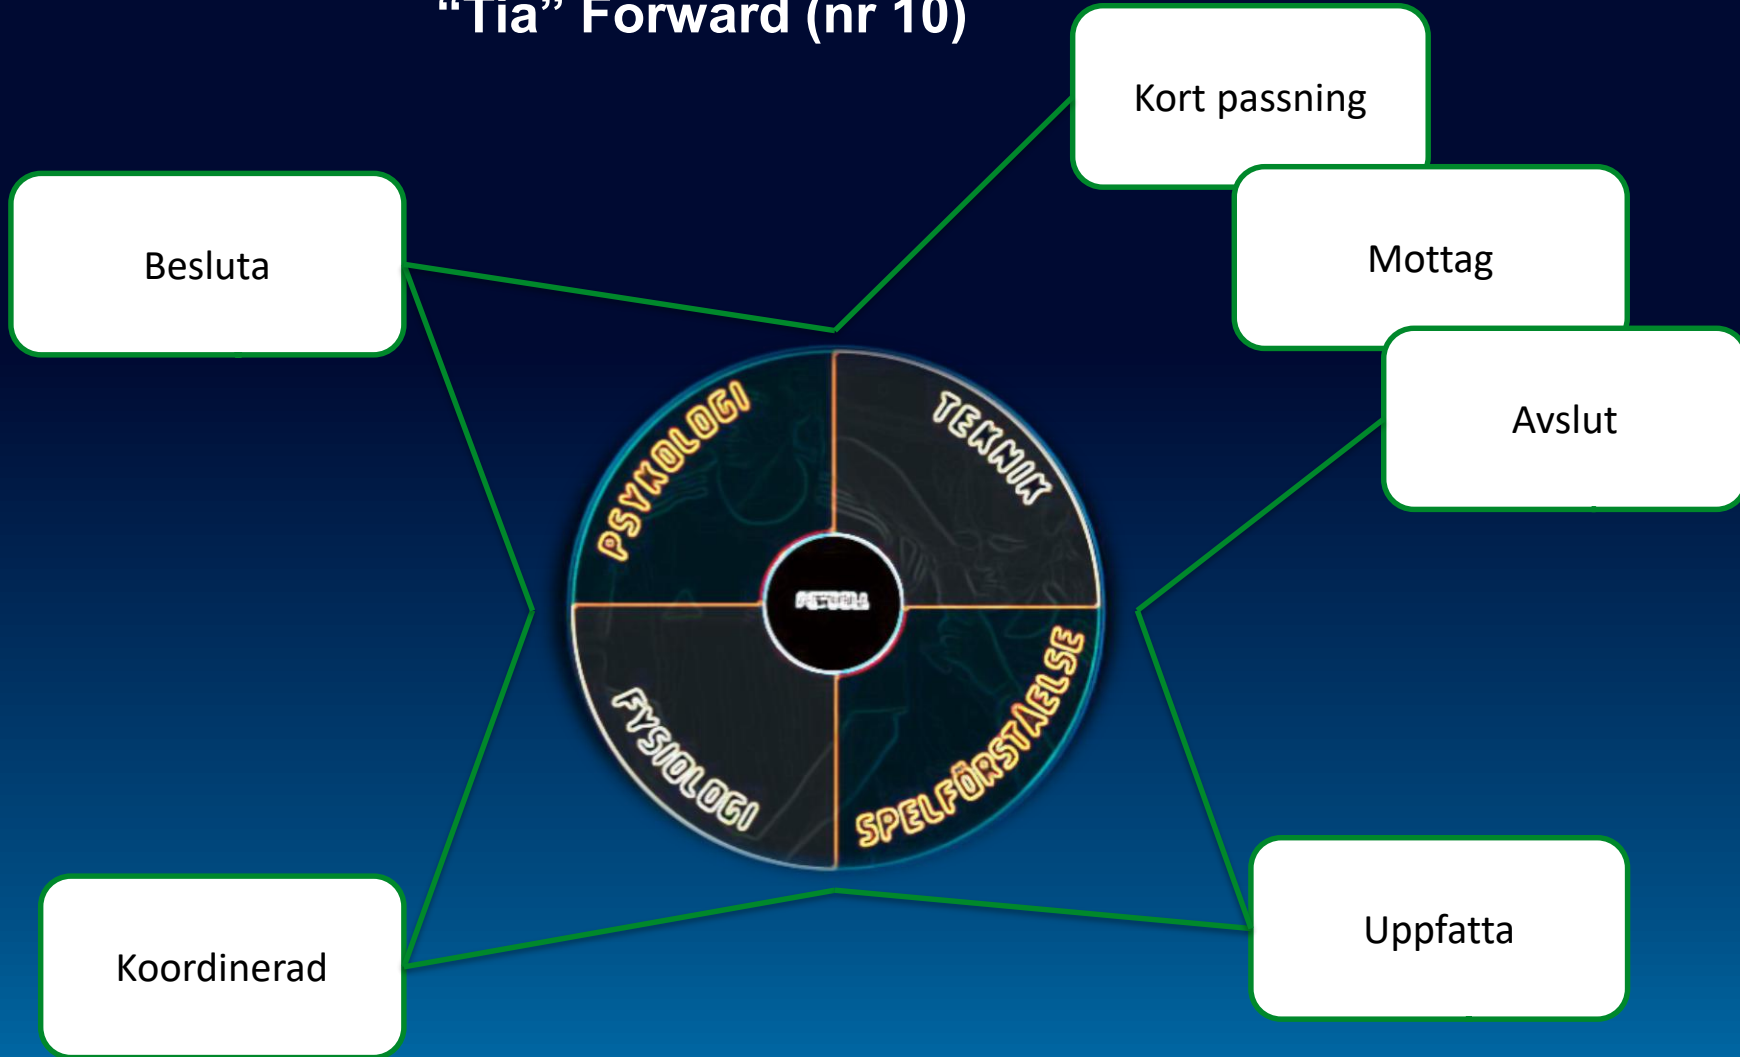 “Tia” Forward (nr 10)
Kort passning
Mottag
Avslut
Besluta
PSYKOLOGI
TEKNIK
FYSIOLOGI
SPELFÖRSTÅELSE
Koordinerad
Uppfatta